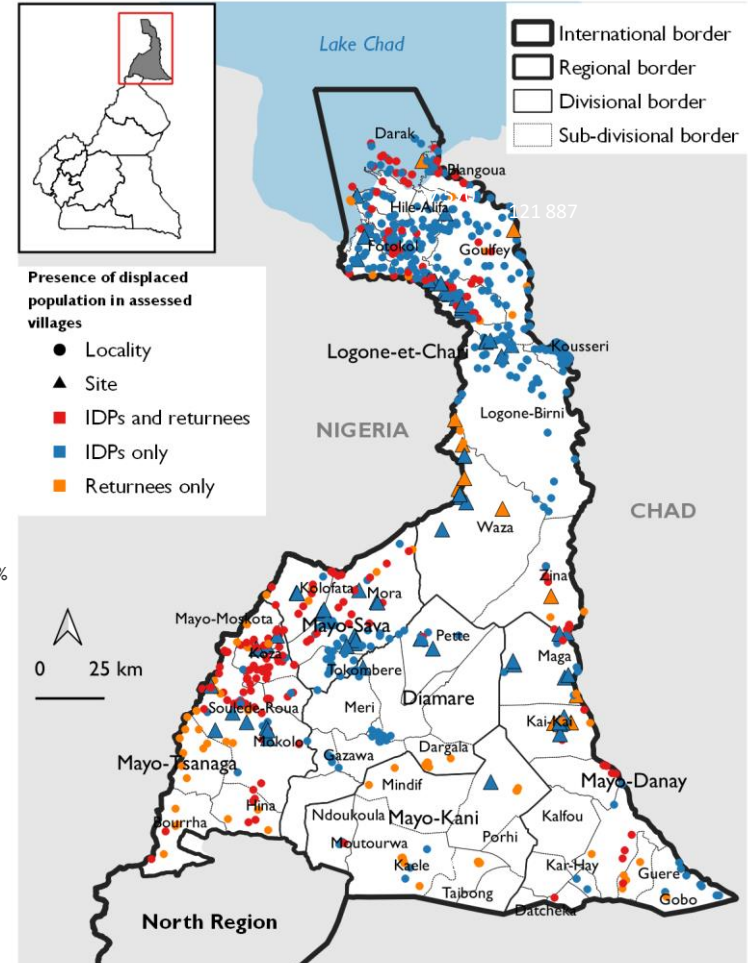 Lake Chad
International border
Regional border
Divisional border
Sub-divisional border
Darak
Blangoua
Hile-Alifa
121 887
Fotokol
Goulfey
Presence of displaced
population in assessed
villages
Locality
Site
IDPs and returnees
IDPs only
Returnees only
Logone-et-Chari
Kousseri
Logone-Birni
NIGERIA
CHAD
Waza
%
Zina
Kolofata
Mora
Mayo-Moskota
Mayo-Sava
Pette
Koza
Maga
Tokombere
0 25 km
Diamare
Meri
Soulede-Roua
Kai-Kai
Mokolo
Dargala
Gazawa
Mayo-Tsanaga
Mayo-Danay
Mindif
Hina
Ndoukoula
Mayo-Kani
Kalfou
Bourrha
Porhi
Moutourwa
Kaele
Kar-Hay
Guere
Taibong
Gobo
Datcheka
North Region